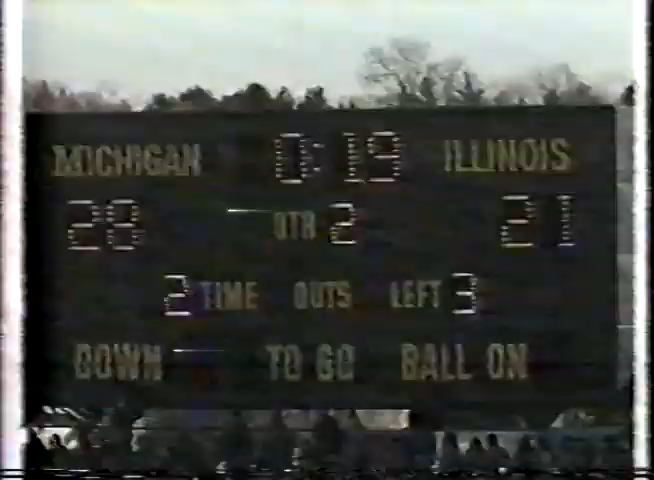 MICHIGAN 0:19 ILLINOIS
28 QTR 2 21
2 TIME OUTS LEFT 3
DOWN TO GO BALL ON